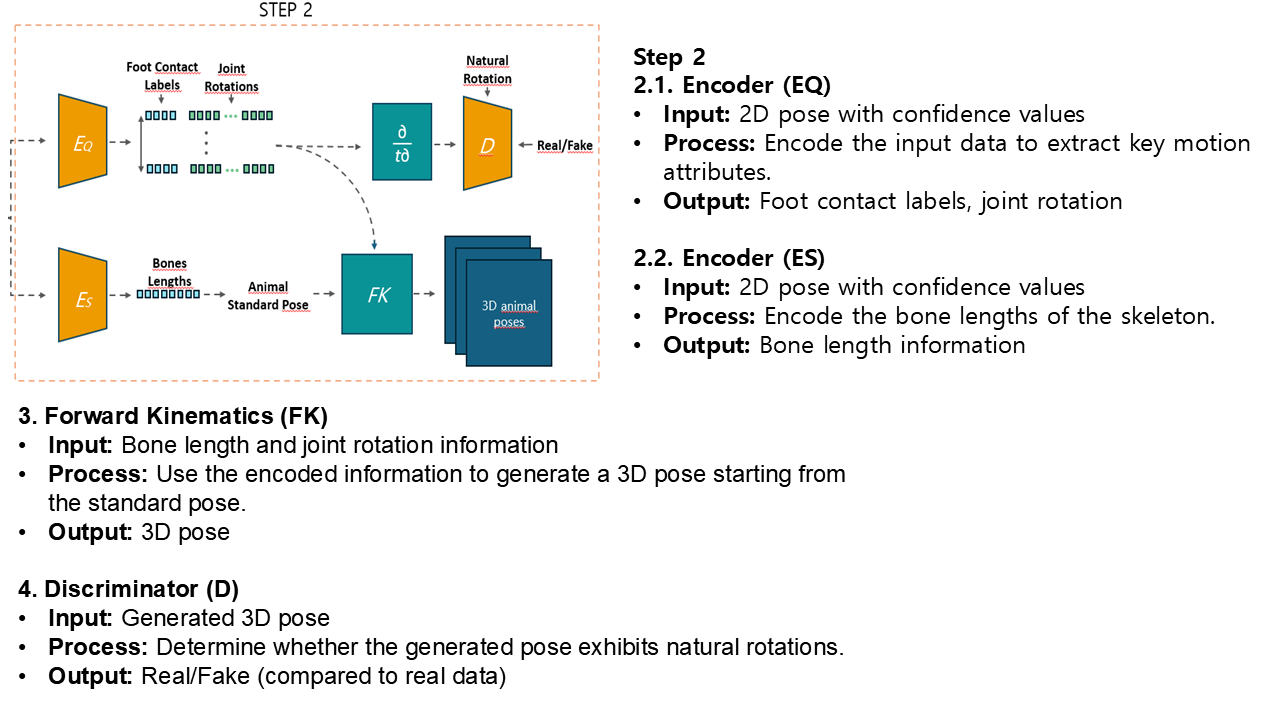 STEP 2
Foot Contact
Labels
Joint
Rotations
Natural
Rotation
EQ
∂
t∂
D
Real/Fake
Bones
Lengths
ES
Animal
Standard Pose
FK
3D animal
poses
Step 2
2.1. Encoder (EQ)
• Input: 2D pose with confidence values
• Process: Encode the input data to extract key motion
attributes.
• Output: Foot contact labels, joint rotation
2.2. Encoder (ES)
• Input: 2D pose with confidence values
• Process: Encode the bone lengths of the skeleton.
• Output: Bone length information
3. Forward Kinematics (FK)
• Input: Bone length and joint rotation information
• Process: Use the encoded information to generate a 3D pose starting from
the standard pose.
• Output: 3D pose
4. Discriminator (D)
• Input: Generated 3D pose
• Process: Determine whether the generated pose exhibits natural rotations.
• Output: Real/Fake (compared to real data)